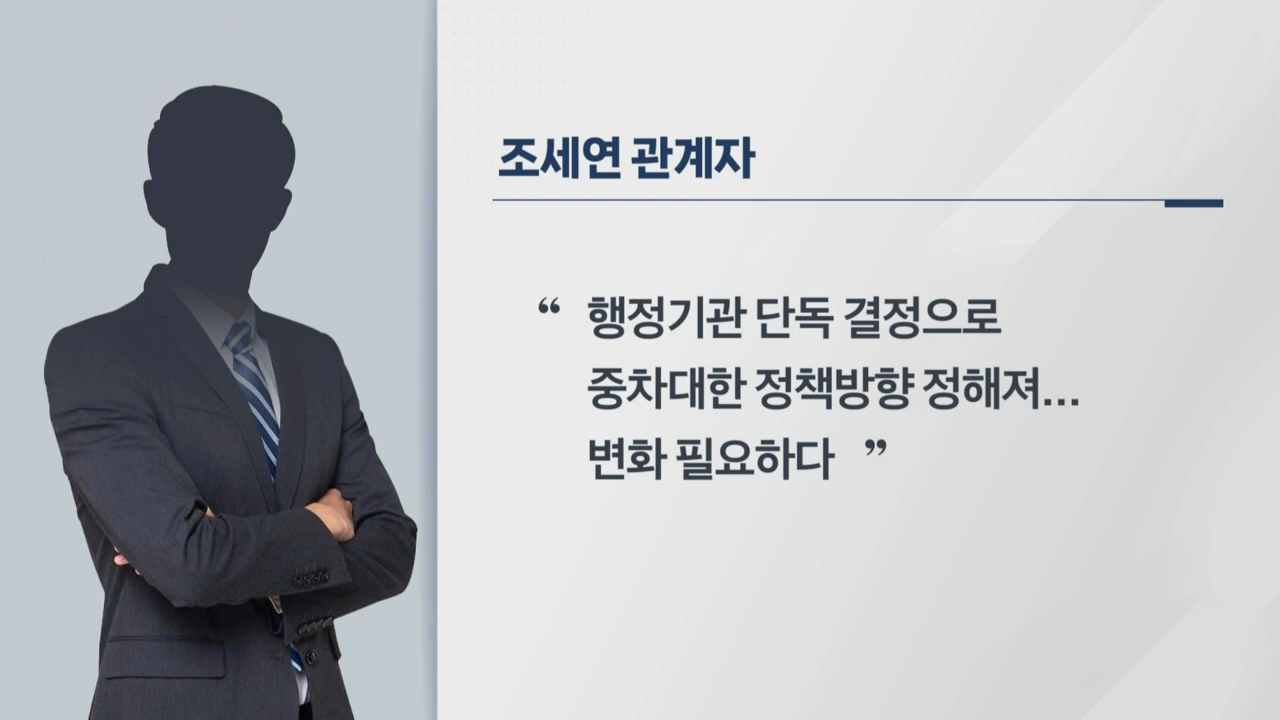 조세연 관계자
“ 행정기관 단독 결정으로
중차대한 정책방향 정해져...
변화 필요하다 ”